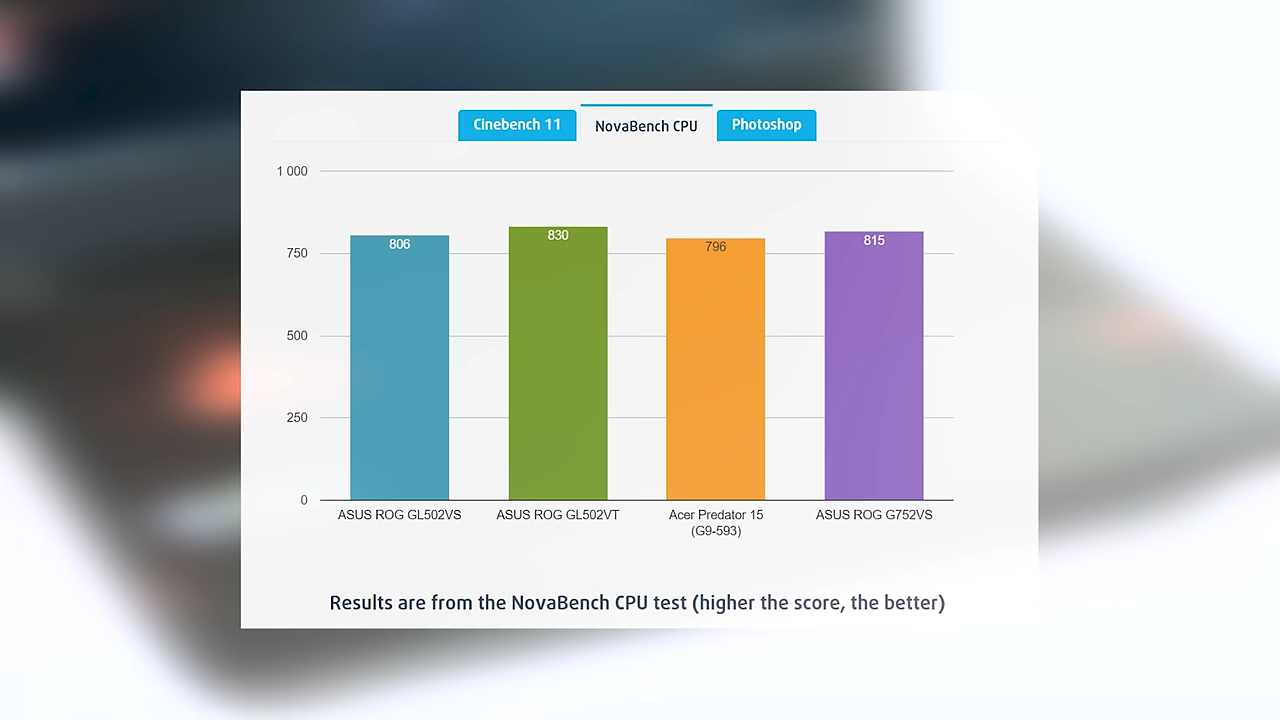 Cinebench 11
NovaBench CPU
Photoshop
1 000
750
500
250
0
806
830
796
815
ASUS ROG GL502VS
ASUS ROG GL502VT
Acer Predator 15
(G9-593)
ASUS ROG G752VS
Results are from the NovaBench CPU test (higher the score, the better)